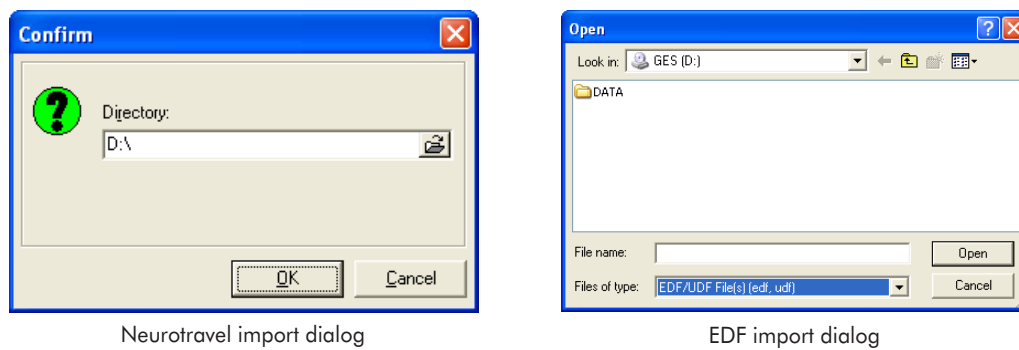 Confirm
Directory:
D:\
OK
Cancel
Neurotravel import dialog
Open
Look in: GES (D:)
DATA
File name:
Open
Files of type: EDF/UDF File(s) (edf, udf)
Cancel
EDF import dialog